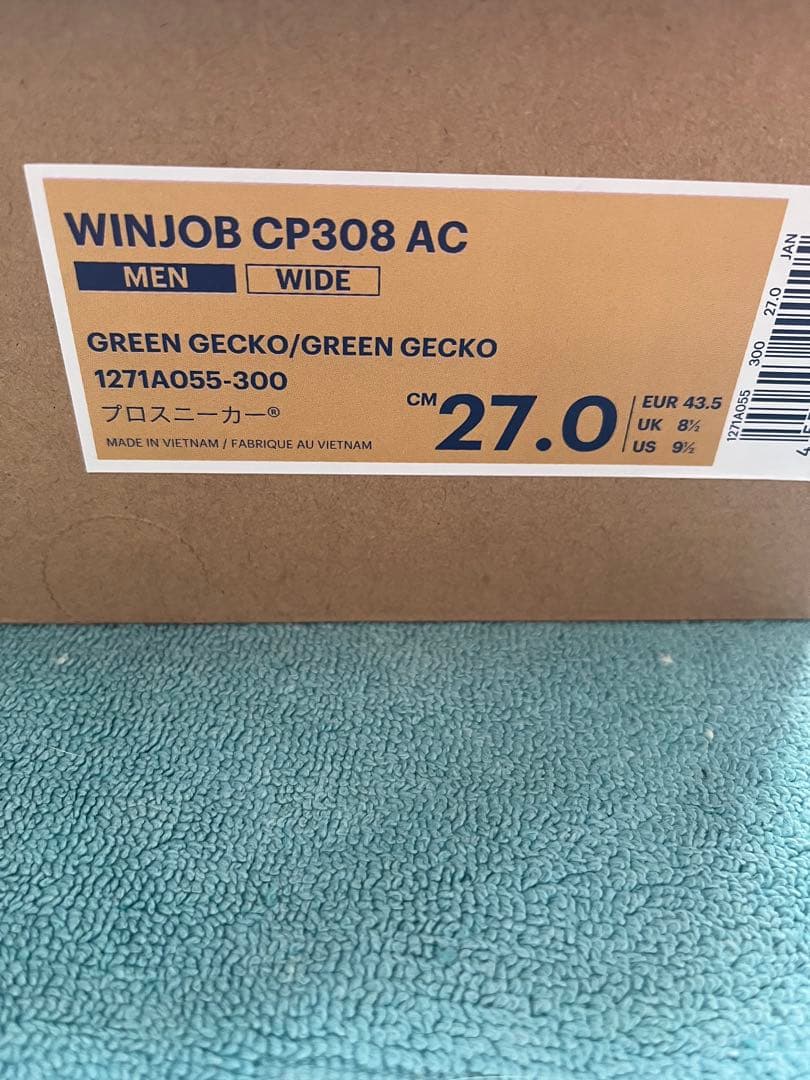 WINJOB CP308 AC
MEN WIDE
GREEN GECKO/GREEN GECKO
1271A055-300
プロスニーカー®
MADE IN VIETNAM / FABRIQUE AU VIETNAM
CM 27.0
EUR 43.5
UK 8½
US 9½
1271A055 300 27.0 JAN